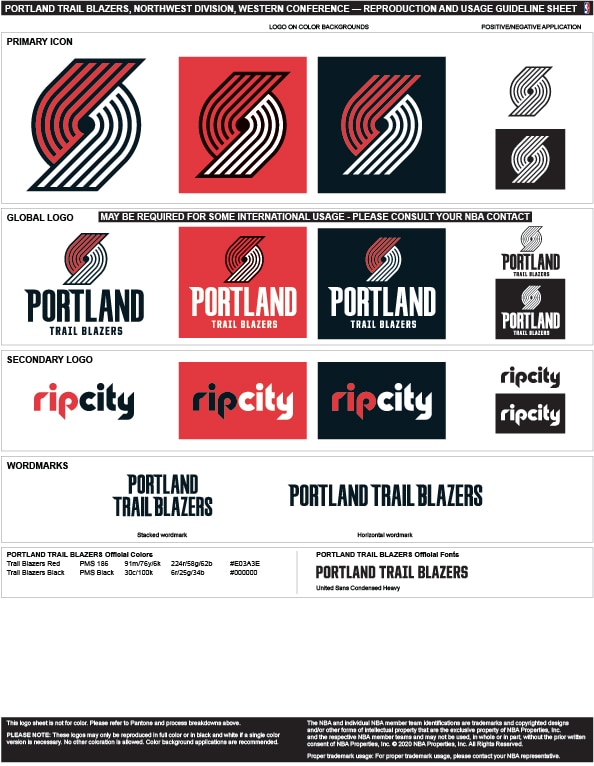 PORTLAND TRAIL BLAZERS, NORTHWEST DIVISION, WESTERN CONFERENCE — REPRODUCTION AND USAGE GUIDELINE SHEET
LOGO ON COLOR BACKGROUNDS
POSITIVE/NEGATIVE APPLICATION
PRIMARY ICON
GLOBAL LOGO
MAY BE REQUIRED FOR SOME INTERNATIONAL USAGE - PLEASE CONSULT YOUR NBA CONTACT
PORTLAND
TRAIL BLAZERS
PORTLAND
TRAIL BLAZERS
PORTLAND
TRAIL BLAZERS
PORTLAND
TRAIL BLAZERS
PORTLAND
TRAIL BLAZERS
SECONDARY LOGO
ripcity
ripcity
ripcity
ripcity
ripcity
WORDMARKS
PORTLAND
TRAIL BLAZERS
PORTLAND TRAIL BLAZERS
Stacked wordmark
Horizontal wordmark
PORTLAND TRAIL BLAZERS Official Colors
Trail Blazers Red PMS 186 91m/76y/6k 224r/58g/62b #E03A3E
Trail Blazers Black PMS Black 30c/100k 6r/25g/34b #000000
PORTLAND TRAIL BLAZERS Official Fonts
PORTLAND TRAIL BLAZERS
United Sans Condensed Heavy
This logo sheet is not for color. Please refer to Pantone and process breakdowns above.
PLEASE NOTE: These logos may only be reproduced in full color or in black and white if a single color
version is necessary. No other coloration is allowed. Color background applications are recommended.
The NBA and individual NBA member team identifications are trademarks and copyrighted designs
and/or other forms of intellectual property that are the exclusive property of NBA Properties, Inc.
and the respective NBA member teams and may not be used, in whole or in part, without the prior written
consent of NBA Properties, Inc. © 2020 NBA Properties, Inc. All Rights Reserved.
Proper trademark usage: For proper trademark usage, please contact your NBA representative.